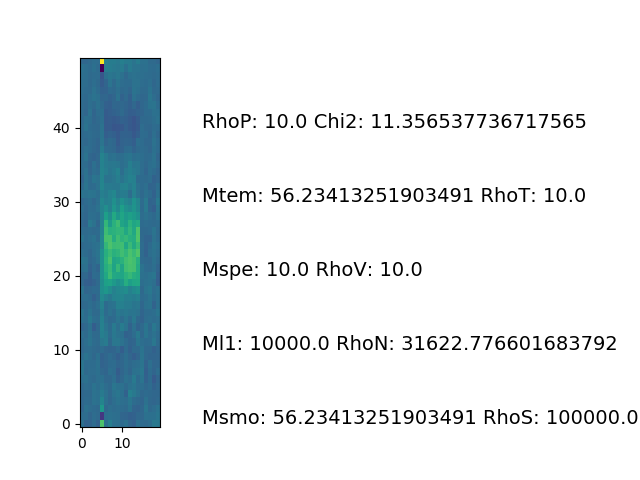 RhoP: 10.0 Chi2: 11.356537736717565
40
Mtem: 56.23413251903491 RhoT: 10.0
30
Mspe: 10.0 RhoV: 10.0
20
Ml1: 10000.0 RhoN: 31622.776601683792
10
Msmo: 56.23413251903491 RhoS: 100000.0
0
0 10